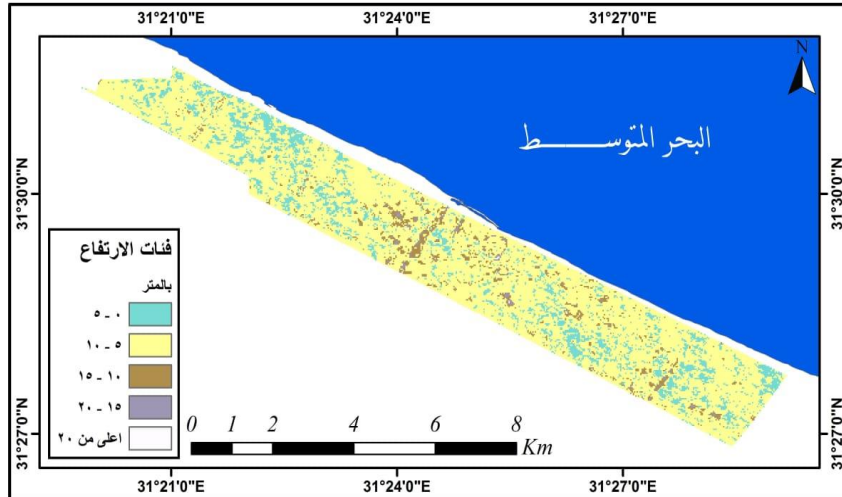 31°21'0"E 31°24'0"E 31°27'0"E
N
البحر المتوســــــــط
31°30'0"N 31°30'0"N
فئات الارتفاع
بالمتر
٠ - ٥
٥ - ١٠
١٠ - ١٥
١٥ - ٢٠
اعلى من ٢٠
0 1 2 4 6 8
Km
31°27'0"N 31°27'0"N
31°21'0"E 31°24'0"E 31°27'0"E